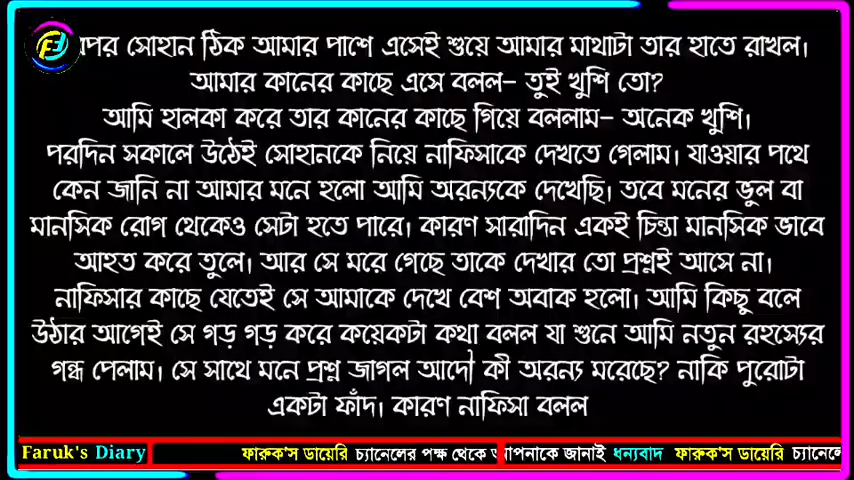 পর সোহান ঠিক আমার পাশে এসেই শুয়ে আমার মাথাটা তার হাতে রাখল।
আমার কানের কাছে এসে বলল- তুই খুশি তো?
আমি হালকা করে তার কানের কাছে গিয়ে বললাম- অনেক খুশি।
পরদিন সকালে উঠেই সোহানকে নিয়ে নাফিসাকে দেখতে গেলাম। যাওয়ার পথে
কেন জানি না আমার মনে হলো আমি অরন্যকে দেখেছি। তবে মনের ভুল বা
মানসিক রোগ থেকেও সেটা হতে পারে। কারণ সারাদিন একই চিন্তা মানসিক ভাবে
আহত করে তুলে। আর সে মরে গেছে তাকে দেখার তো প্রশ্নই আসে না।
নাফিসার কাছে যেতেই সে আমাকে দেখে বেশ অবাক হলো। আমি কিছু বলে
উঠার আগেই সে গড় গড় করে কয়েকটা কথা বলল যা শুনে আমি নতুন রহস্যের
গন্ধ পেলাম। সে সাথে মনে প্রশ্ন জাগল আদৌ কী অরন্য মরেছে? নাকি পুরোটা
একটা ফাঁদ। কারণ নাফিসা বলল
Faruk's Diary ফারুক'স ডায়েরি চ্যানেলের পক্ষ থেকে আপনাকে জানাই ধন্যবাদ ফারুক'স ডায়েরি